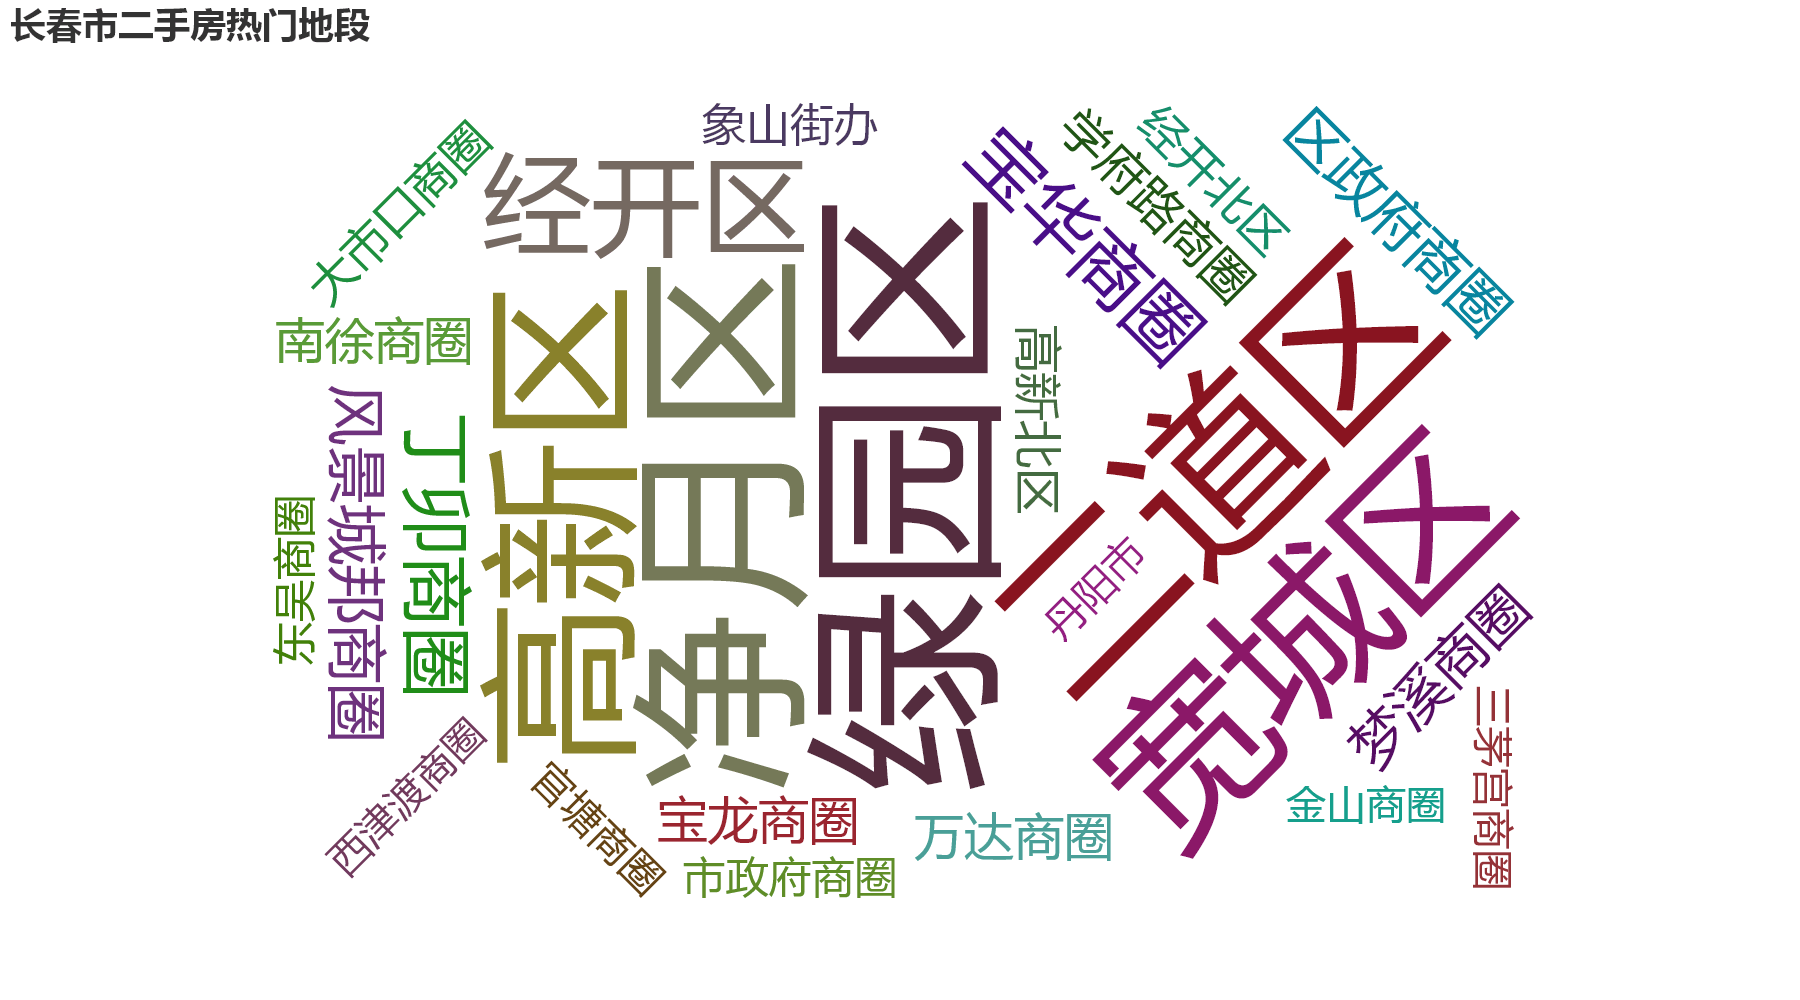 长春市二手房热门地段
象山街办
经开区
大市口商圈
南徐商圈
风景城邦商圈
丁卯商圈
东吴商圈
西津渡商圈
高新区
净月区
绿园区
二道区
宽城区
宝华商圈
学府路商圈
经开北区
区政府商圈
高新北区
丹阳市
梦溪商圈
三茅宫商圈
金山商圈
万达商圈
宝龙商圈
市政府商圈
官塘商圈